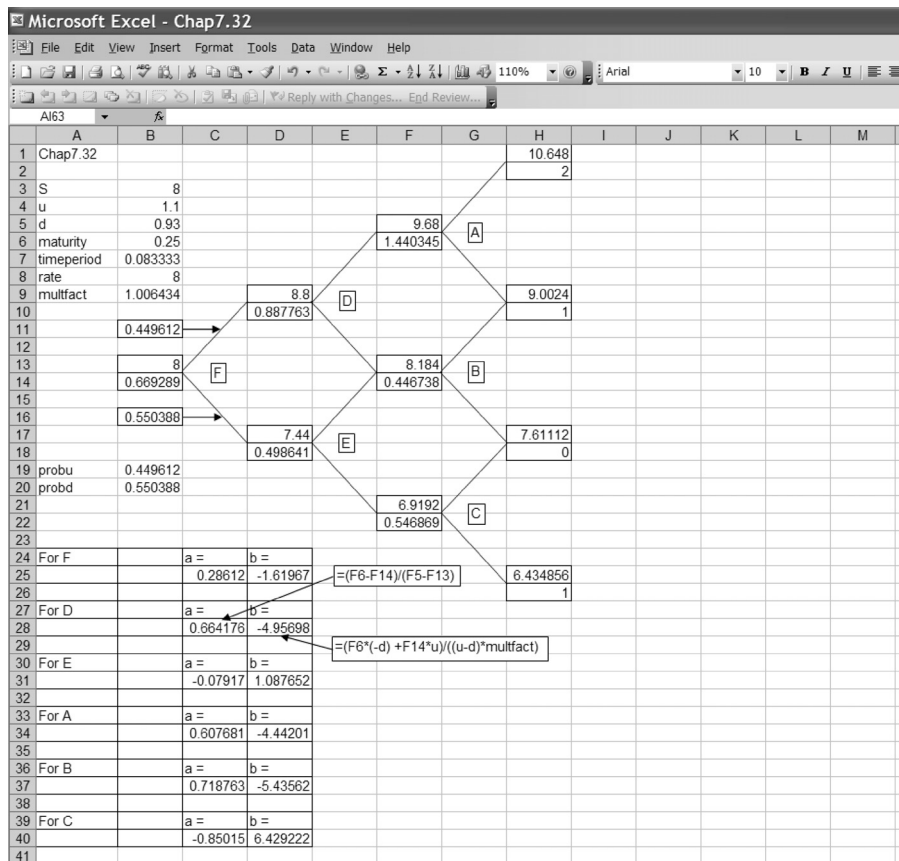 Microsoft Excel - Chap7.32
File Edit View Insert Format Tools Data Window Help
110% Arial 10 B I U
Reply with Changes... End Review...
AI63 fx
A B C D E F G H I J K L M
1 Chap7.32 10.648
2 2
3 S 8
4 u 1.1
5 d 0.93 9.68
6 maturity 0.25 1.440345 A
7 timeperiod 0.083333
8 rate 8
9 multfact 1.006434 8.8 D 9.0024
10 0.887763 1
11 0.449612
12
13 8 F 8.184 B
14 0.669289 0.446738
15
16 0.550388
17 7.44 E 7.61112
18 0.498641 0
19 probu 0.449612
20 probd 0.550388
21 6.9192 C
22 0.546869
23
24 For F a = b =
25 0.28612 -1.61967 =(F6-F14)/(F5-F13) 6.434856
26 1
27 For D a = b =
28 0.664176 -4.95698
29 =(F6*(-d) +F14*u)/((u-d)*multfact)
30 For E a = b =
31 -0.07917 1.087652
32
33 For A a = b =
34 0.607681 -4.44201
35
36 For B a = b =
37 0.718763 -5.43562
38
39 For C a = b =
40 -0.85015 6.429222
41